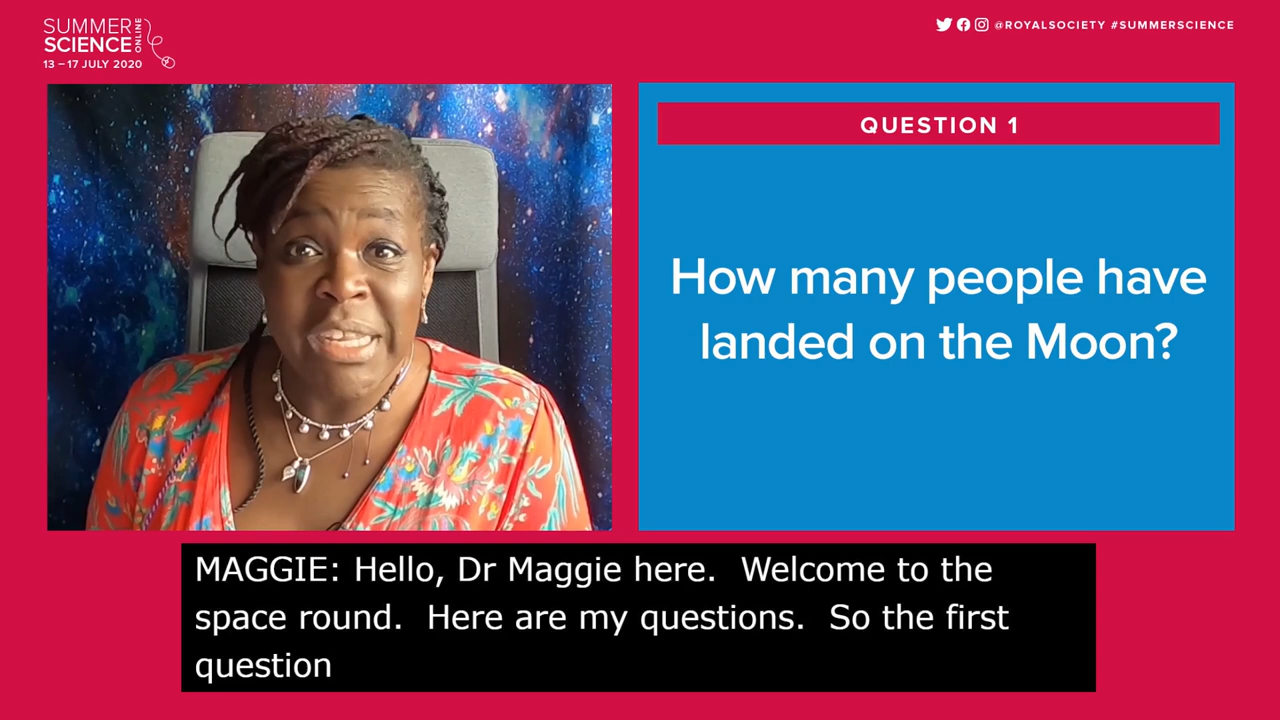 SUMMER
SCIENCE
ONLINE
13 – 17 JULY 2020
@ROYALSOCIETY #SUMMERSCIENCE
QUESTION 1
How many people have
landed on the Moon?
MAGGIE: Hello, Dr Maggie here.  Welcome to the
space round.  Here are my questions.  So the first
question